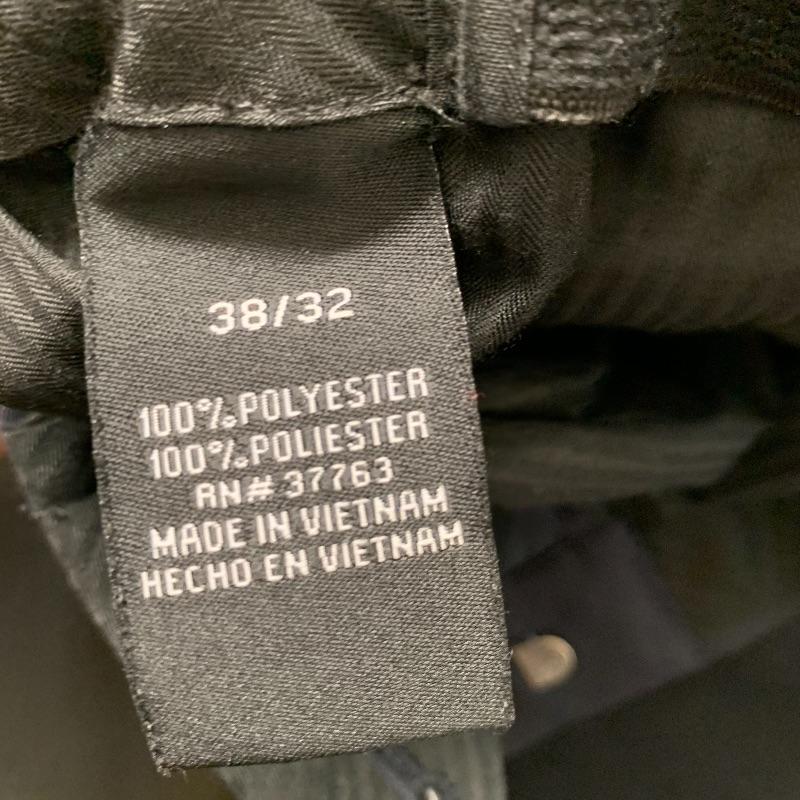 38/32
100%POLYESTER
100%POLIESTER
RN# 37763
MADE IN VIETNAM
HECHO EN VIETNAM